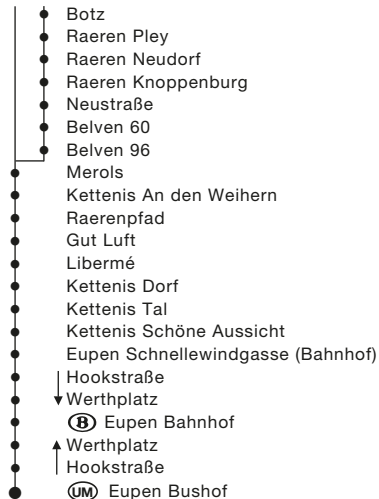 Botz
Raeren Pley
Raeren Neudorf
Raeren Knoppenburg
Neustraße
Belven 60
Belven 96
Merols
Kettenis An den Weihern
Raerenpfad
Gut Luft
Libermé
Kettenis Dorf
Kettenis Tal
Kettenis Schöne Aussicht
Eupen Schnellewindgasse (Bahnhof)
Hookstraße
Werthplatz
B Eupen Bahnhof
Werthplatz
Hookstraße
UM Eupen Bushof